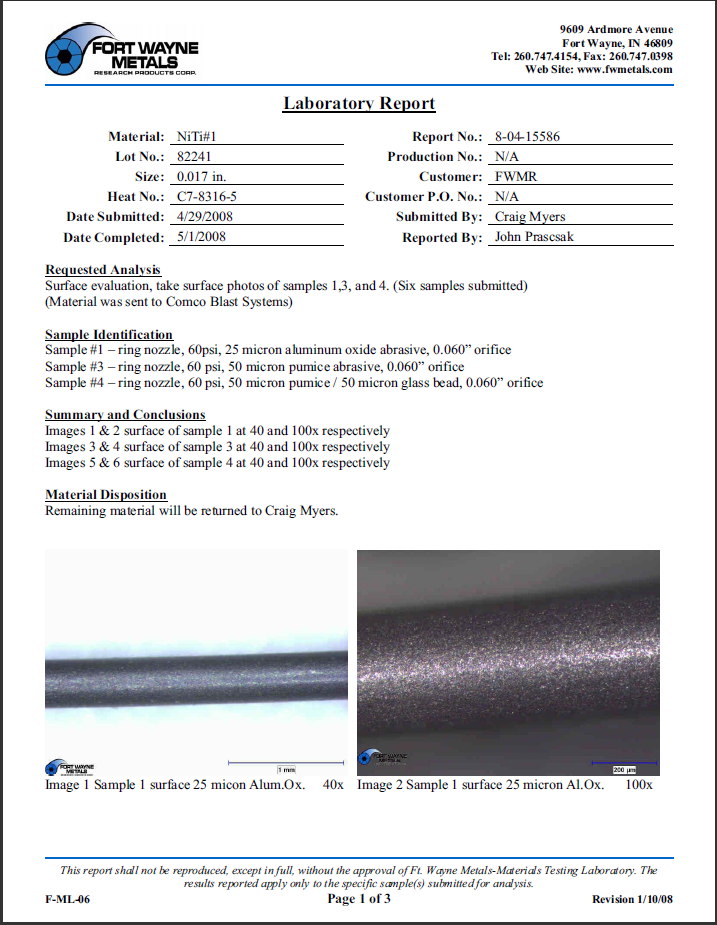 FORT WAYNE
METALS
RESEARCH PRODUCTS CORP.
9609 Ardmore Avenue
Fort Wayne, IN 46809
Tel: 260.747.4154, Fax: 260.747.0398
Web Site: www.fwmetals.com
Laboratory Report
Material: NiTi#1 Report No.: 8-04-15586
Lot No.: 82241 Production No.: N/A
Size: 0.017 in. Customer: FWMR
Heat No.: C7-8316-5 Customer P.O. No.: N/A
Date Submitted: 4/29/2008 Submitted By: Craig Myers
Date Completed: 5/1/2008 Reported By: John Prascsak
Requested Analysis
Surface evaluation, take surface photos of samples 1,3, and 4. (Six samples submitted)
(Material was sent to Comco Blast Systems)
Sample Identification
Sample #1 – ring nozzle, 60psi, 25 micron aluminum oxide abrasive, 0.060” orifice
Sample #3 – ring nozzle, 60 psi, 50 micron pumice abrasive, 0.060” orifice
Sample #4 – ring nozzle, 60 psi, 50 micron pumice / 50 micron glass bead, 0.060” orifice
Summary and Conclusions
Images 1 & 2 surface of sample 1 at 40 and 100x respectively
Images 3 & 4 surface of sample 3 at 40 and 100x respectively
Images 5 & 6 surface of sample 4 at 40 and 100x respectively
Material Disposition
Remaining material will be returned to Craig Myers.
FORT WAYNE
METALS
1 mm
FORT WAYNE
METALS
200 µm
Image 1 Sample 1 surface 25 micon Alum.Ox. 40x
Image 2 Sample 1 surface 25 micron Al.Ox. 100x
This report shall not be reproduced, except in full, without the approval of Ft. Wayne Metals-Materials Testing Laboratory. The
results reported apply only to the specific sample(s) submitted for analysis.
F-ML-06 Page 1 of 3 Revision 1/10/08